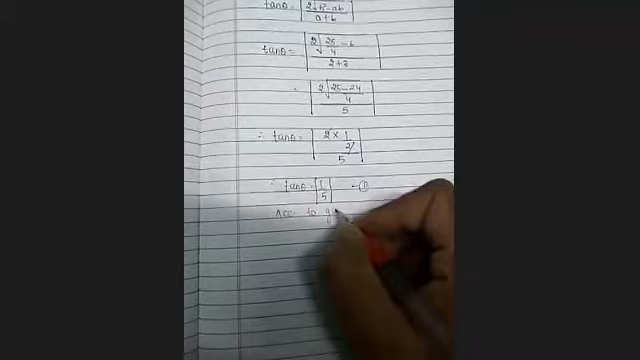 tanθ = |2√h²-ab / a+b|
tanθ = |2√25/4 - 6 / 2+3|
|2√25-24/4 / 5|
∴ tanθ = |2 × 1/2 / 5|
∴ tanθ = |1/5| - ①
Acc. to g